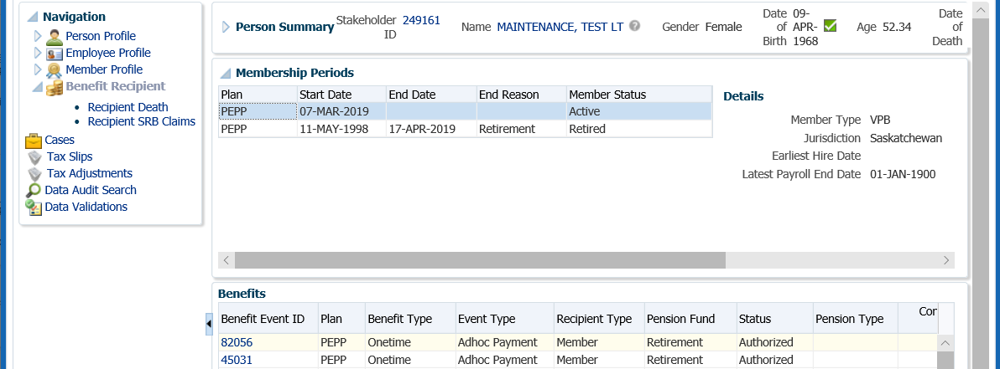 Navigation
Person Profile
Employee Profile
Member Profile
Benefit Recipient
Recipient Death
Recipient SRB Claims
Cases
Tax Slips
Tax Adjustments
Data Audit Search
Data Validations
Person Summary Stakeholder ID 249161 Name MAINTENANCE, TEST LT Gender Female Date of Birth 09-APR-1968 Age 52.34 Date of Death
Membership Periods
Plan Start Date End Date End Reason Member Status
PEPP 07-MAR-2019 Active
PEPP 11-MAY-1998 17-APR-2019 Retirement Retired
Details
Member Type VPB
Jurisdiction Saskatchewan
Earliest Hire Date
Latest Payroll End Date 01-JAN-1900
Benefits
Benefit Event ID Plan Benefit Type Event Type Recipient Type Pension Fund Status Pension Type Cor
82056 PEPP Onetime Adhoc Payment Member Retirement Authorized
45031 PEPP Onetime Adhoc Payment Member Retirement Authorized